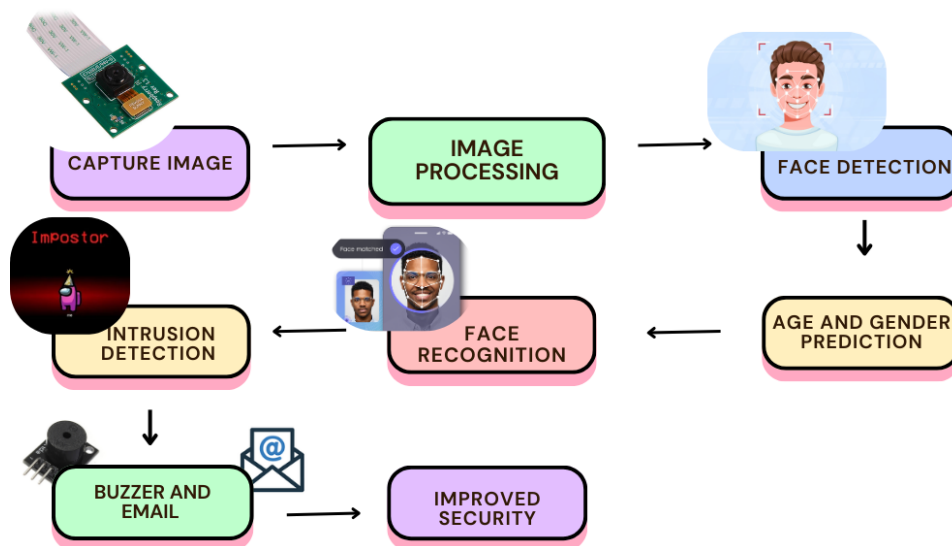 CAPTURE IMAGE
IMAGE
PROCESSING
FACE DETECTION
AGE AND GENDER
PREDICTION
Face matched
FACE
RECOGNITION
Impostor
INTRUSION
DETECTION
BUZZER AND
EMAIL
@
IMPROVED
SECURITY